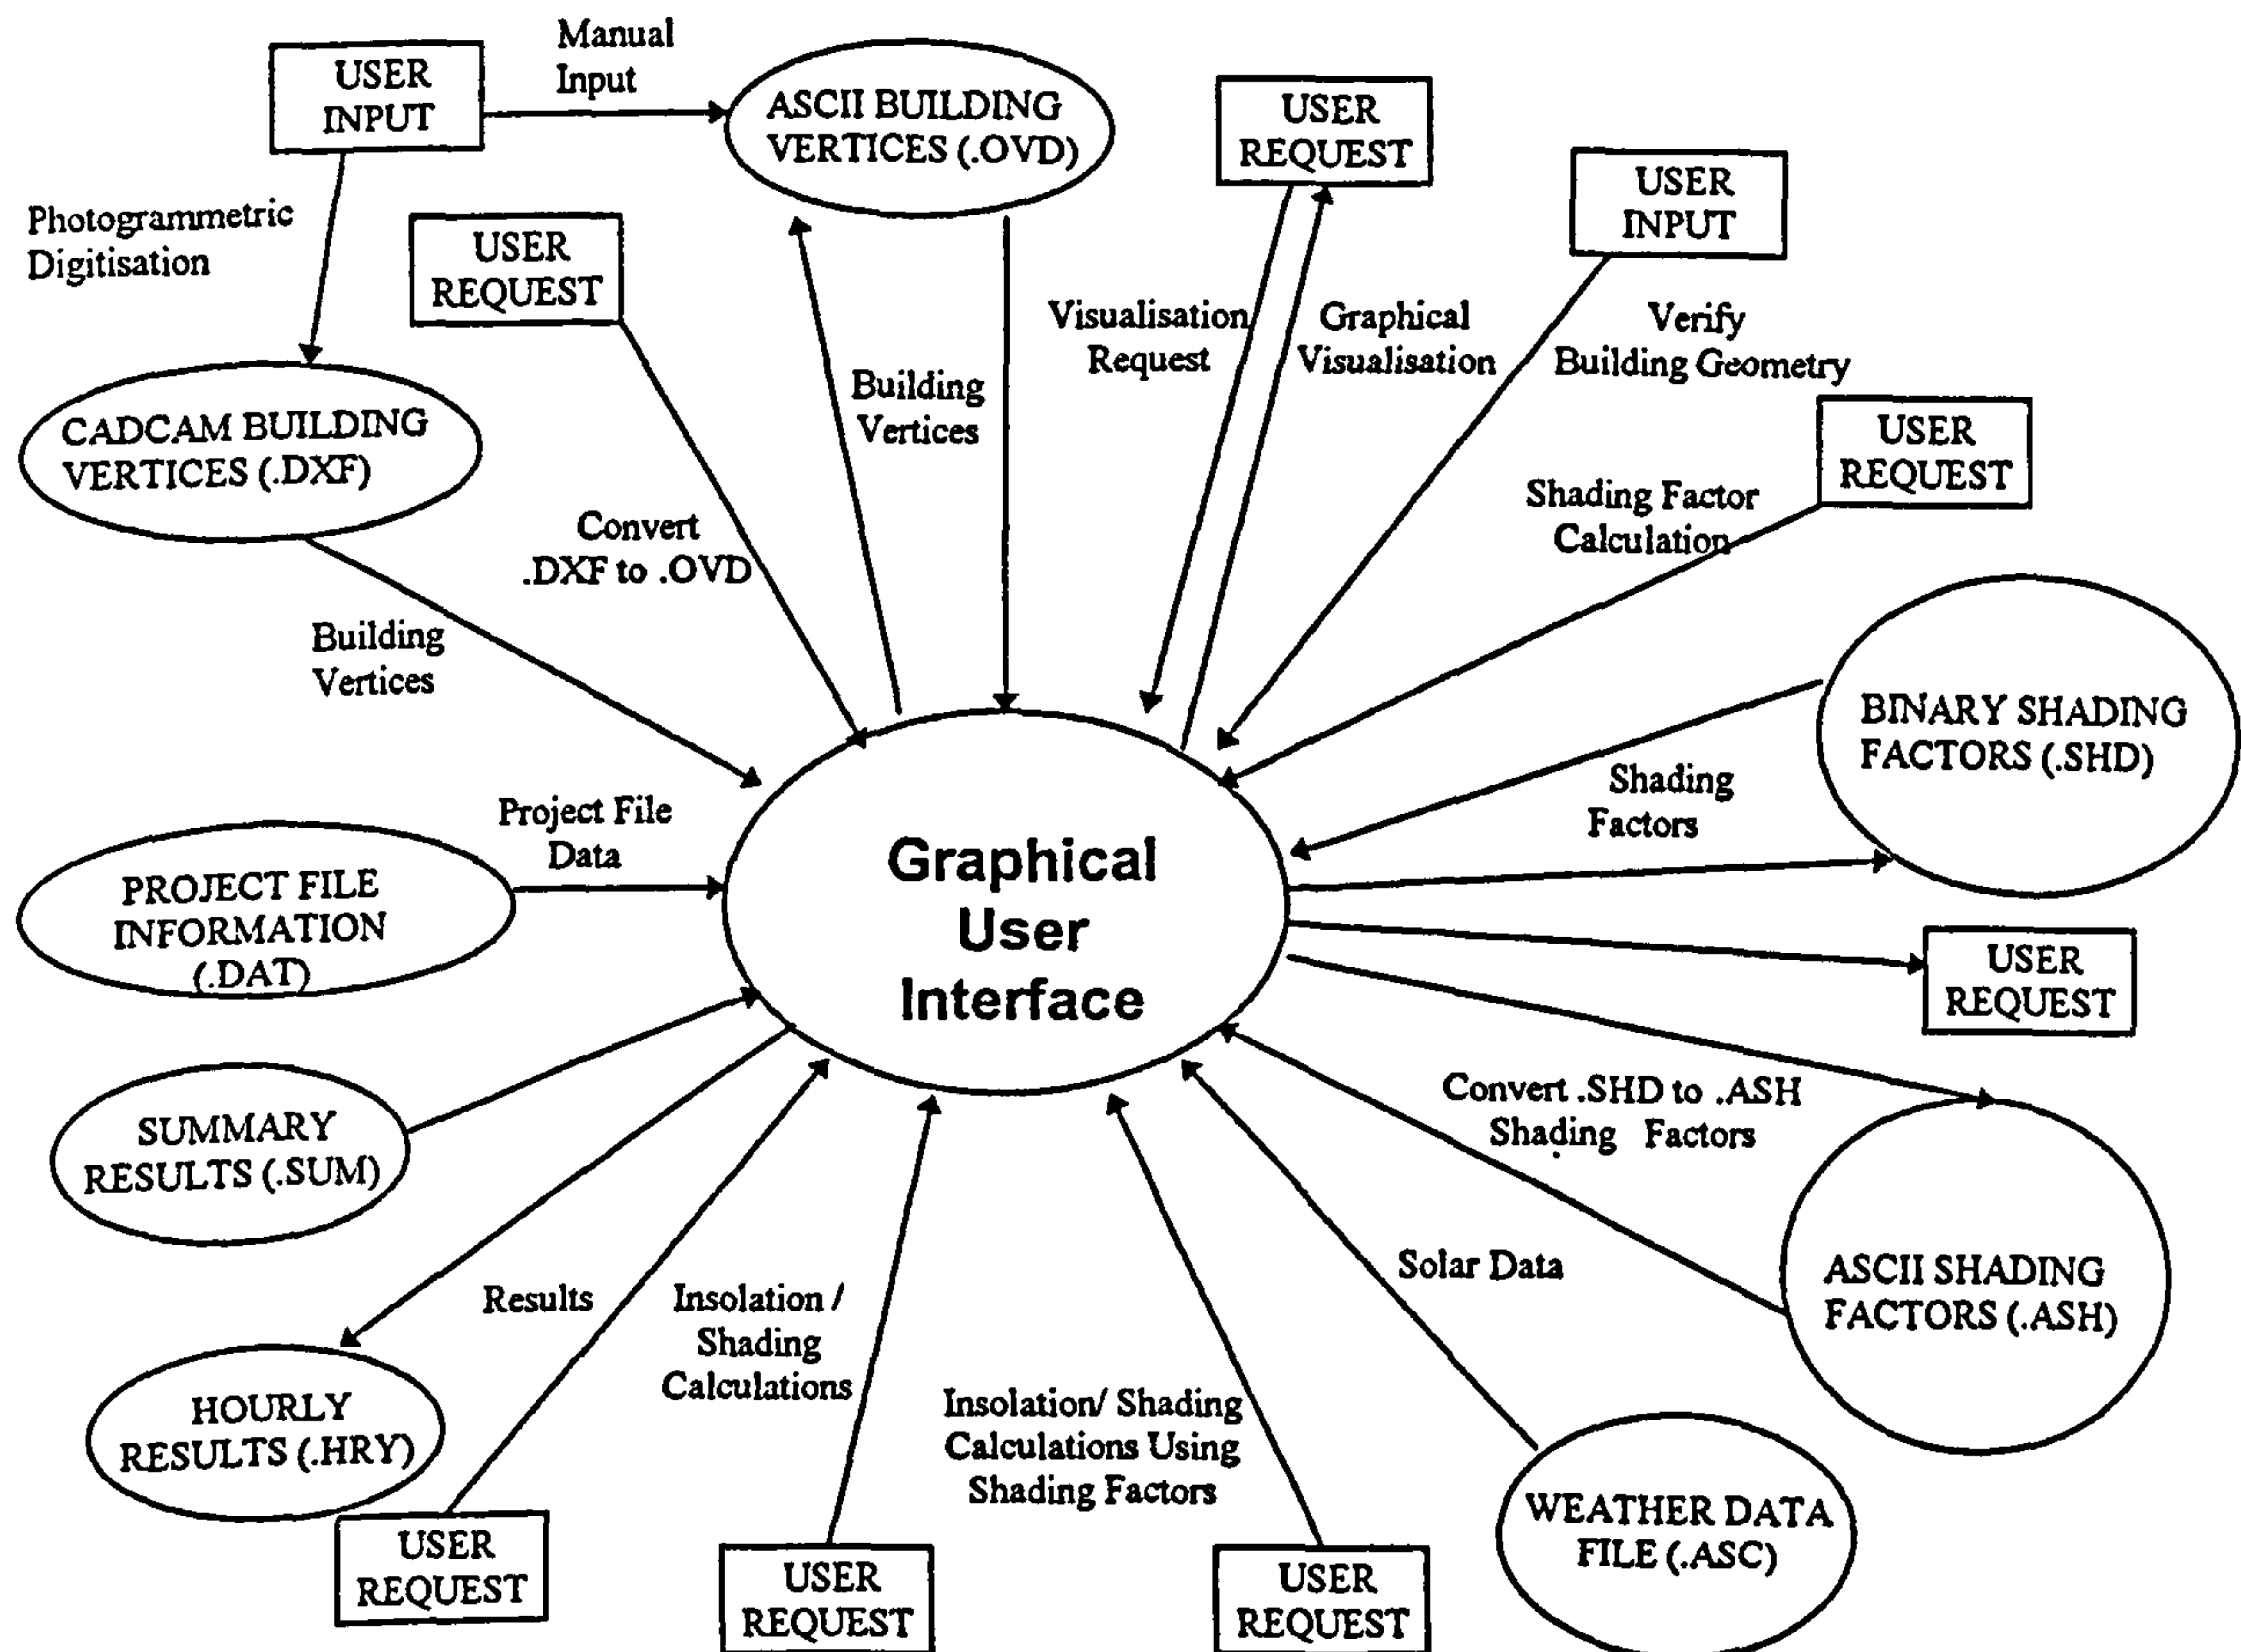 USER
INPUT
Manual
Input
ASCII BUILDING
VERTICES (.OVD)
USER
REQUEST
USER
INPUT
Photogrammetric
Digitisation
USER
REQUEST
Visualisation
Request
Graphical
Visualisation
Verify
Building Geometry
Building
Vertices
CADCAM BUILDING
VERTICES (.DXF)
USER
REQUEST
Shading Factor
Calculation
Convert
.DXF to .OVD
Building
Vertices
BINARY SHADING
FACTORS (.SHD)
Shading
Factors
Project File
Data
Graphical
User
Interface
PROJECT FILE
INFORMATION
(.DAT)
USER
REQUEST
Convert .SHD to .ASH
Shading Factors
SUMMARY
RESULTS (.SUM)
Solar Data
ASCII SHADING
FACTORS (.ASH)
Results
Insolation /
Shading
Calculations
Insolation/ Shading
Calculations Using
Shading Factors
HOURLY
RESULTS (.HRY)
WEATHER DATA
FILE (.ASC)
USER
REQUEST
USER
REQUEST
USER
REQUEST